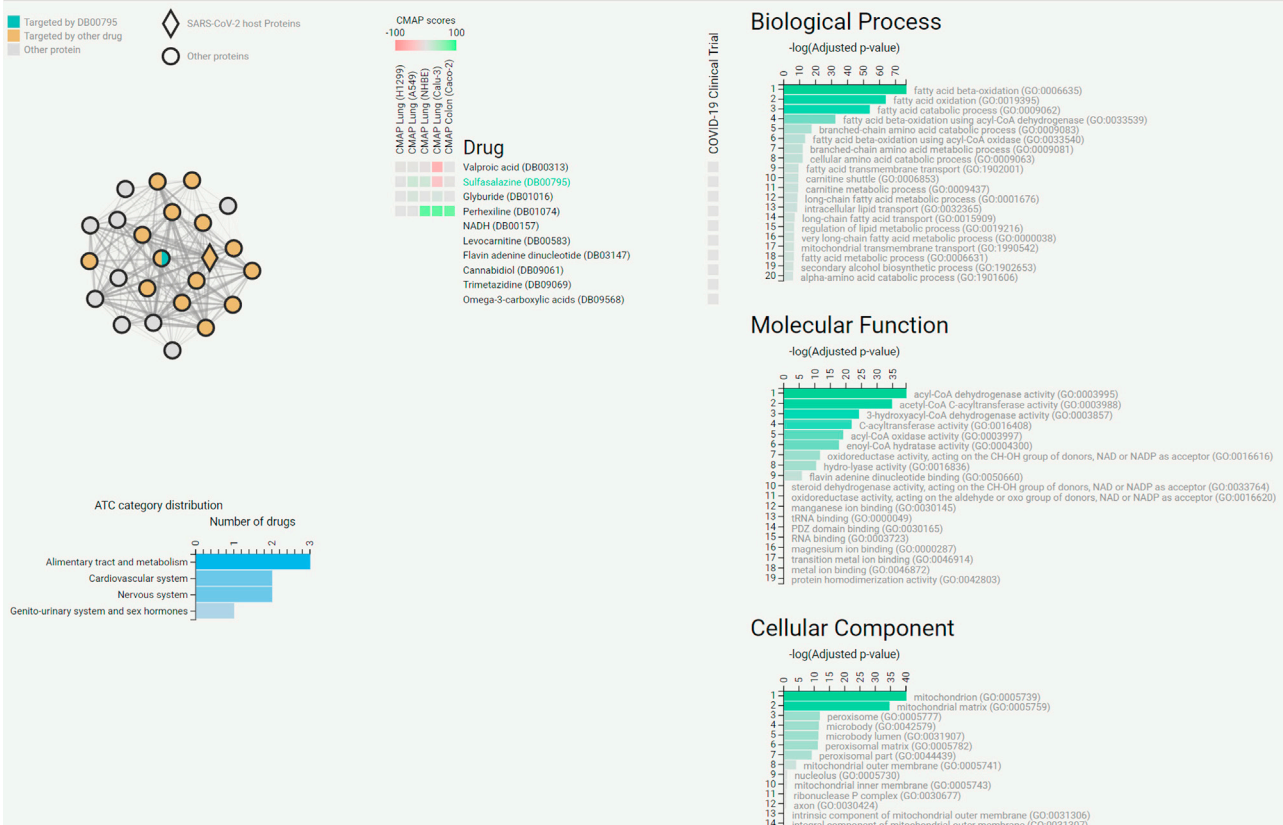 Targeted by DB00795
Targeted by other drug
Other protein
SARS-CoV-2 host Proteins
Other proteins
CMAP scores
-100 100
CMAP Lung (H1299)
CMAP Lung (A549)
CMAP Lung (NHBE)
CMAP Lung (Calu-3)
CMAP Colon (Caco-2)
COVID-19 Clinical Trial
Drug
Valproic acid (DB00313)
Sulfasalazine (DB00795)
Glyburide (DB01016)
Perhexiline (DB01074)
NADH (DB00157)
Levocarnitine (DB00583)
Flavin adenine dinucleotide (DB03147)
Cannabidiol (DB09061)
Trimetazidine (DB09069)
Omega-3-carboxylic acids (DB09568)
ATC category distribution
Number of drugs
0 1 2 3
Alimentary tract and metabolism
Cardiovascular system
Nervous system
Genito-urinary system and sex hormones
Biological Process
-log(Adjusted p-value)
0 10 20 30 40 50 60 70
1 fatty acid beta-oxidation (GO:0006635)
2 fatty acid oxidation (GO:0019395)
3 fatty acid catabolic process (GO:0009062)
4 fatty acid beta-oxidation using acyl-CoA dehydrogenase (GO:0033539)
5 branched-chain amino acid catabolic process (GO:0009083)
6 fatty acid beta-oxidation using acyl-CoA oxidase (GO:0033540)
7 branched-chain amino acid metabolic process (GO:0009081)
8 cellular amino acid catabolic process (GO:0009063)
9 fatty acid transmembrane transport (GO:1902001)
10 carnitine shuttle (GO:0006853)
11 carnitine metabolic process (GO:0009437)
12 long-chain fatty acid metabolic process (GO:0001676)
13 intracellular lipid transport (GO:0032365)
14 long-chain fatty acid transport (GO:0015909)
15 regulation of lipid metabolic process (GO:0019216)
16 very long-chain fatty acid metabolic process (GO:0000038)
17 mitochondrial transmembrane transport (GO:1990542)
18 fatty acid metabolic process (GO:0006631)
19 secondary alcohol biosynthetic process (GO:1902653)
20 alpha-amino acid catabolic process (GO:1901606)
Molecular Function
-log(Adjusted p-value)
0 5 10 15 20 25 30 35
1 acyl-CoA dehydrogenase activity (GO:0003995)
2 acetyl-CoA C-acyltransferase activity (GO:0003988)
3 3-hydroxyacyl-CoA dehydrogenase activity (GO:0003857)
4 C-acyltransferase activity (GO:0016408)
5 acyl-CoA oxidase activity (GO:0003997)
6 enoyl-CoA hydratase activity (GO:0004300)
7 oxidoreductase activity, acting on the CH-OH group of donors, NAD or NADP as acceptor (GO:0016616)
8 hydro-lyase activity (GO:0016836)
9 flavin adenine dinucleotide binding (GO:0050660)
10 steroid dehydrogenase activity, acting on the CH-OH group of donors, NAD or NADP as acceptor (GO:0033764)
11 oxidoreductase activity, acting on the aldehyde or oxo group of donors, NAD or NADP as acceptor (GO:0016620)
12 manganese ion binding (GO:0030145)
13 tRNA binding (GO:0000049)
14 PDZ domain binding (GO:0030165)
15 RNA binding (GO:0003723)
16 magnesium ion binding (GO:0000287)
17 transition metal ion binding (GO:0046914)
18 metal ion binding (GO:0046872)
19 protein homodimerization activity (GO:0042803)
Cellular Component
-log(Adjusted p-value)
0 5 10 15 20 25 30 35 40
1 mitochondrion (GO:0005739)
2 mitochondrial matrix (GO:0005759)
3 peroxisome (GO:0005777)
4 microbody (GO:0042579)
5 microbody lumen (GO:0031907)
6 peroxisomal matrix (GO:0005782)
7 peroxisomal part (GO:0044439)
8 mitochondrial outer membrane (GO:0005741)
9 nucleolus (GO:0005730)
10 mitochondrial inner membrane (GO:0005743)
11 ribonuclease P complex (GO:0030677)
12 axon (GO:0030424)
13 intrinsic component of mitochondrial outer membrane (GO:0031306)
14 integral component of mitochondrial outer membrane